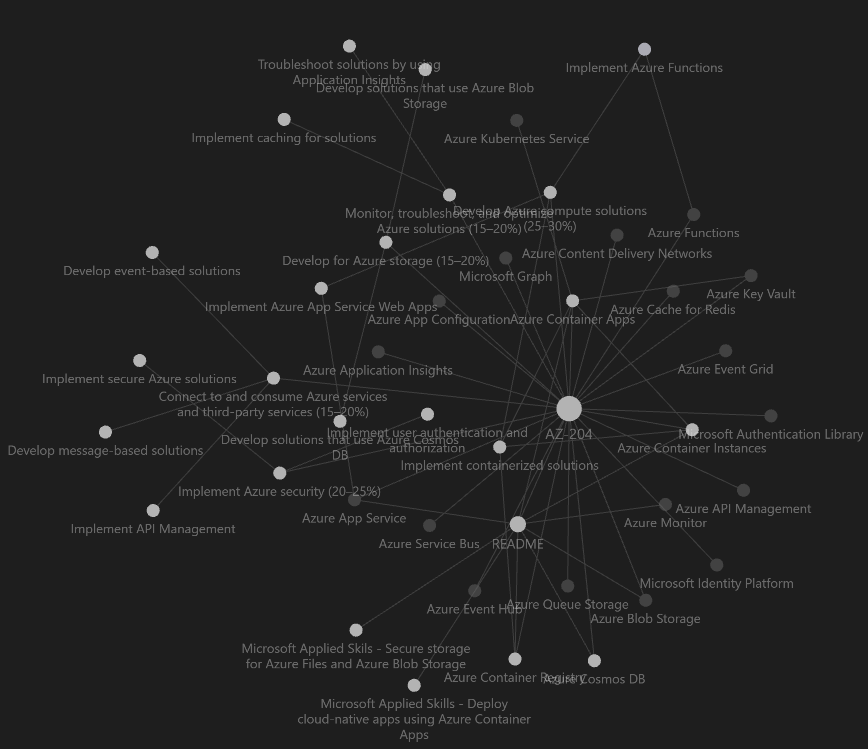 Troubleshoot solutions by using
Application Insights
Develop solutions that use Azure Blob
Storage
Implement Azure Functions
Implement caching for solutions
Azure Kubernetes Service
Monitor, troubleshoot, and optimize
Azure solutions (15–20%)
Develop Azure compute solutions
(25–30%)
Azure Functions
Azure Content Delivery Networks
Develop for Azure storage (15–20%)
Develop event-based solutions
Microsoft Graph
Azure Key Vault
Implement Azure App Service Web Apps
Azure Cache for Redis
Azure App Configuration
Azure Container Apps
Azure Application Insights
Azure Event Grid
Implement secure Azure solutions
Connect to and consume Azure services
and third-party services (15–20%)
Implement user authentication and
authorization
AZ-204
Microsoft Authentication Library
Develop solutions that use Azure Cosmos
DB
Azure Container Instances
Develop message-based solutions
Implement containerized solutions
Implement Azure security (20–25%)
Azure API Management
Azure App Service
Azure Monitor
Implement API Management
Azure Service Bus
README
Microsoft Identity Platform
Azure Event Hub
Azure Queue Storage
Azure Blob Storage
Microsoft Applied Skils - Secure storage
for Azure Files and Azure Blob Storage
Azure Container Registry
Azure Cosmos DB
Microsoft Applied Skills - Deploy
cloud-native apps using Azure Container
Apps